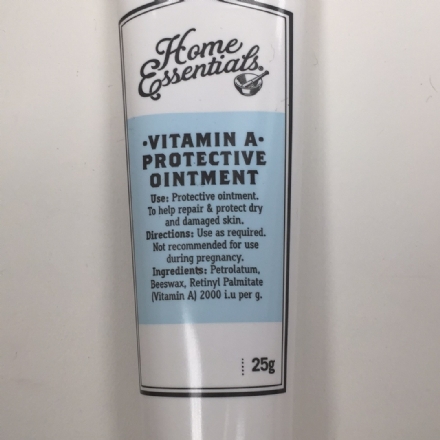 Home
Essentials
·VITAMIN A·
PROTECTIVE
OINTMENT
Use: Protective ointment.
To help repair & protect dry
and damaged skin.
Directions: Use as required.
Not recommended for use
during pregnancy.
Ingredients: Petrolatum,
Beeswax, Retinyl Palmitate
(Vitamin A) 2000 i.u per g.
25g